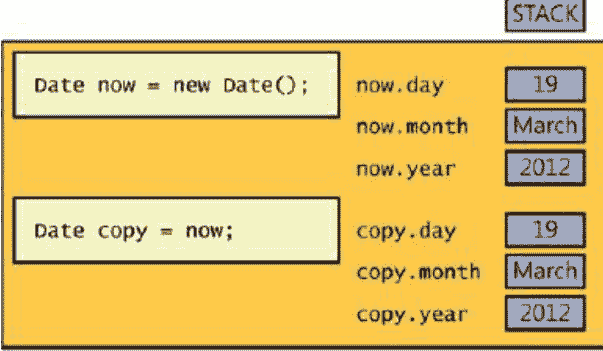 STACK
Date now = new Date();
now.day 19
now.month March
now.year 2012
Date copy = now;
copy.day 19
copy.month March
copy.year 2012